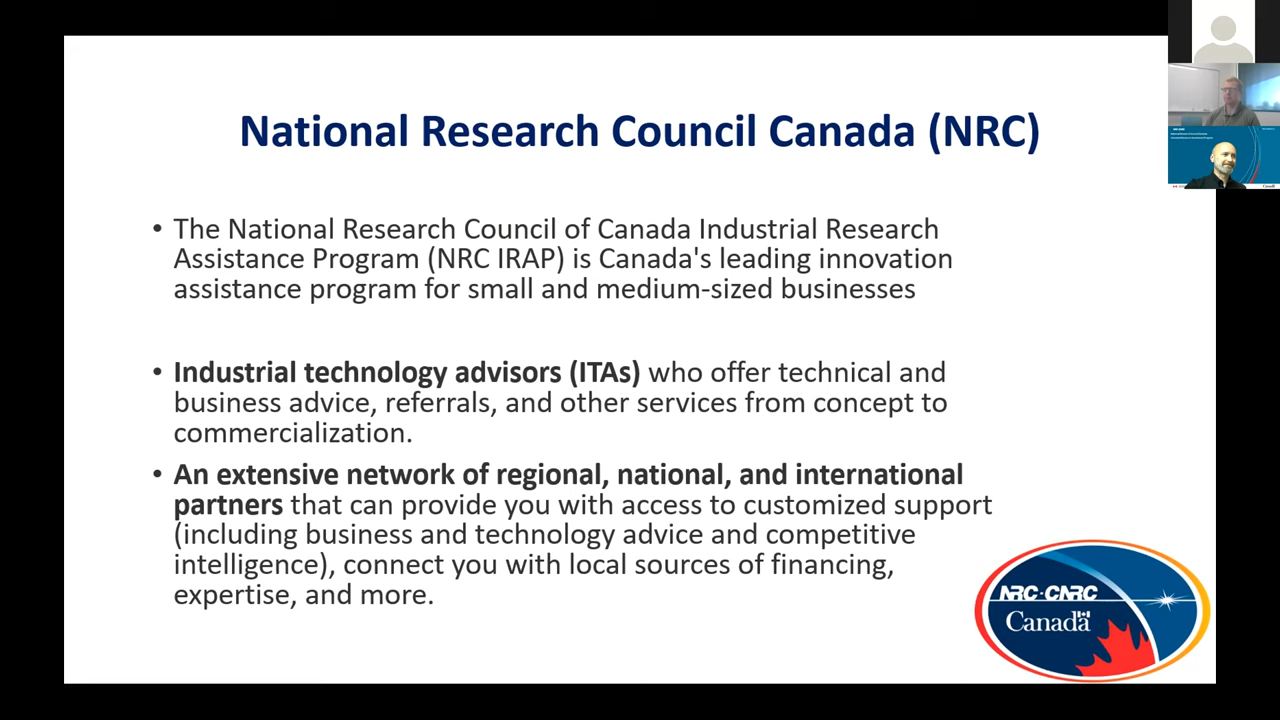 National Research Council Canada (NRC)
• The National Research Council of Canada Industrial Research
Assistance Program (NRC IRAP) is Canada's leading innovation
assistance program for small and medium-sized businesses
• Industrial technology advisors (ITAs) who offer technical and
business advice, referrals, and other services from concept to
commercialization.
• An extensive network of regional, national, and international
partners that can provide you with access to customized support
(including business and technology advice and competitive
intelligence), connect you with local sources of financing,
expertise, and more.
NRC·CNRC
Canada